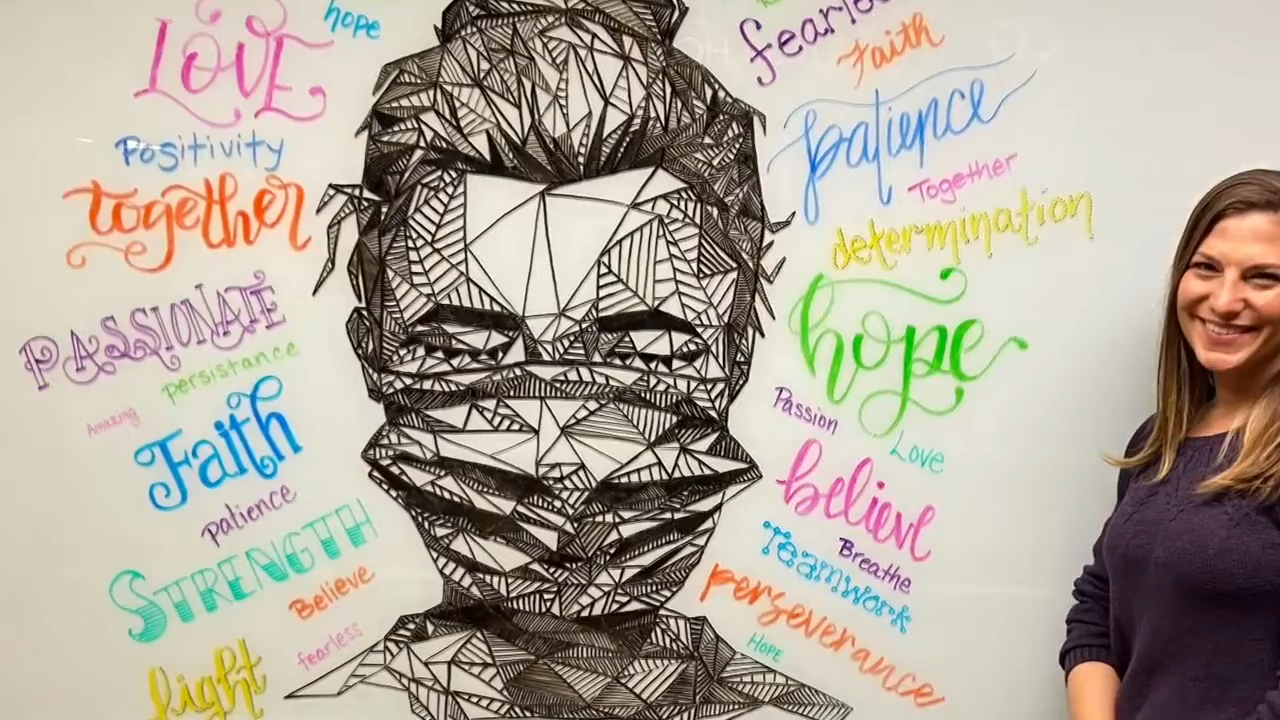 LOVE
hope
Positivity
together
PASSIONATE
persistance
Amazing
Faith
patience
STRENGTH
Believe
fearless
light
Faith
patience
Together
determination
hope
Passion
Love
believe
Breathe
Teamwork
perseverance
HOPE